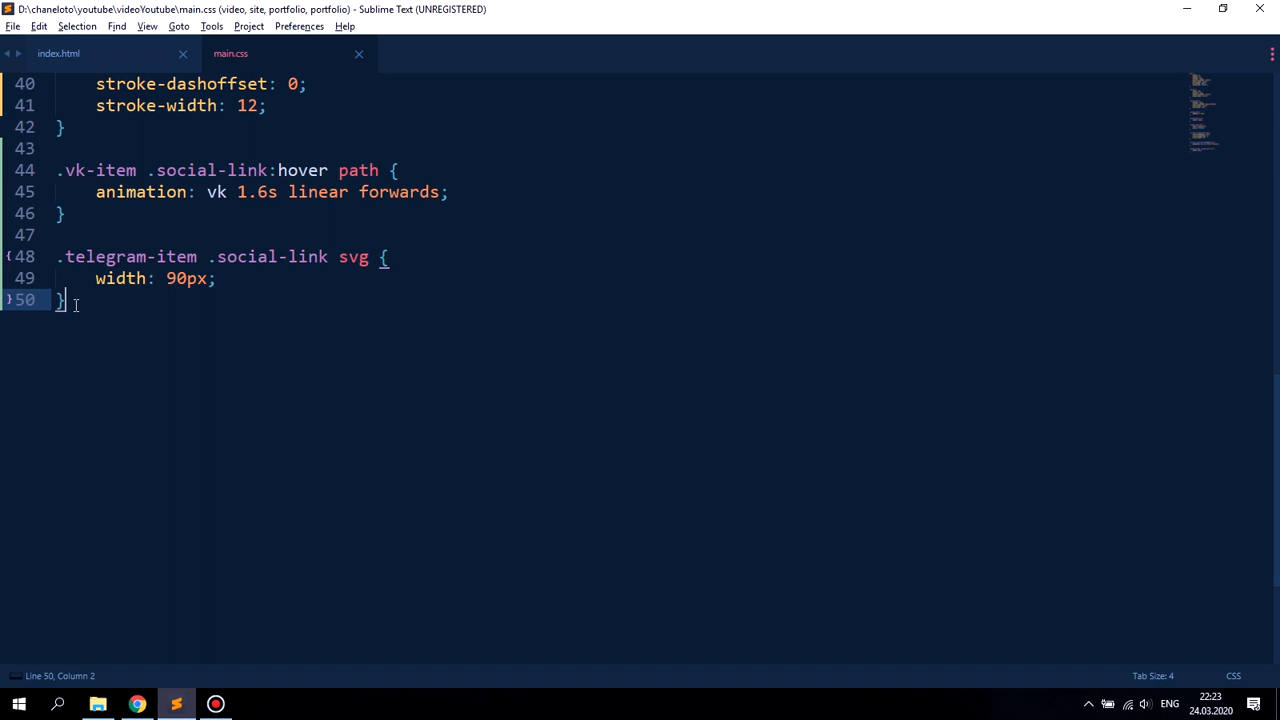 D:\chaneloto\youtube\videoYoutube\main.css (video, site, portfolio, portfolio) - Sublime Text (UNREGISTERED)
File Edit Selection Find View Goto Tools Project Preferences Help
index.html main.css
40 stroke-dashoffset: 0;
41 stroke-width: 12;
42 }
43
44 .vk-item .social-link:hover path {
45 animation: vk 1.6s linear forwards;
46 }
47
48 .telegram-item .social-link svg {
49 width: 90px;
50 }
Line 50, Column 2 Tab Size: 4 CSS
ENG 22:23
24.03.2020